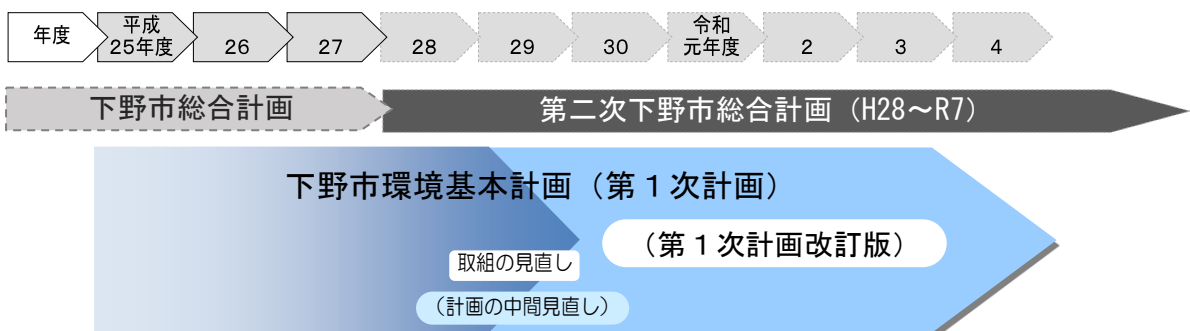 年度
平成
25年度
26
27
28
29
30
令和
元年度
2
3
4
下野市総合計画
第二次下野市総合計画（H28～R7）
下野市環境基本計画（第１次計画）
（第１次計画改訂版）
取組の見直し
（計画の中間見直し）